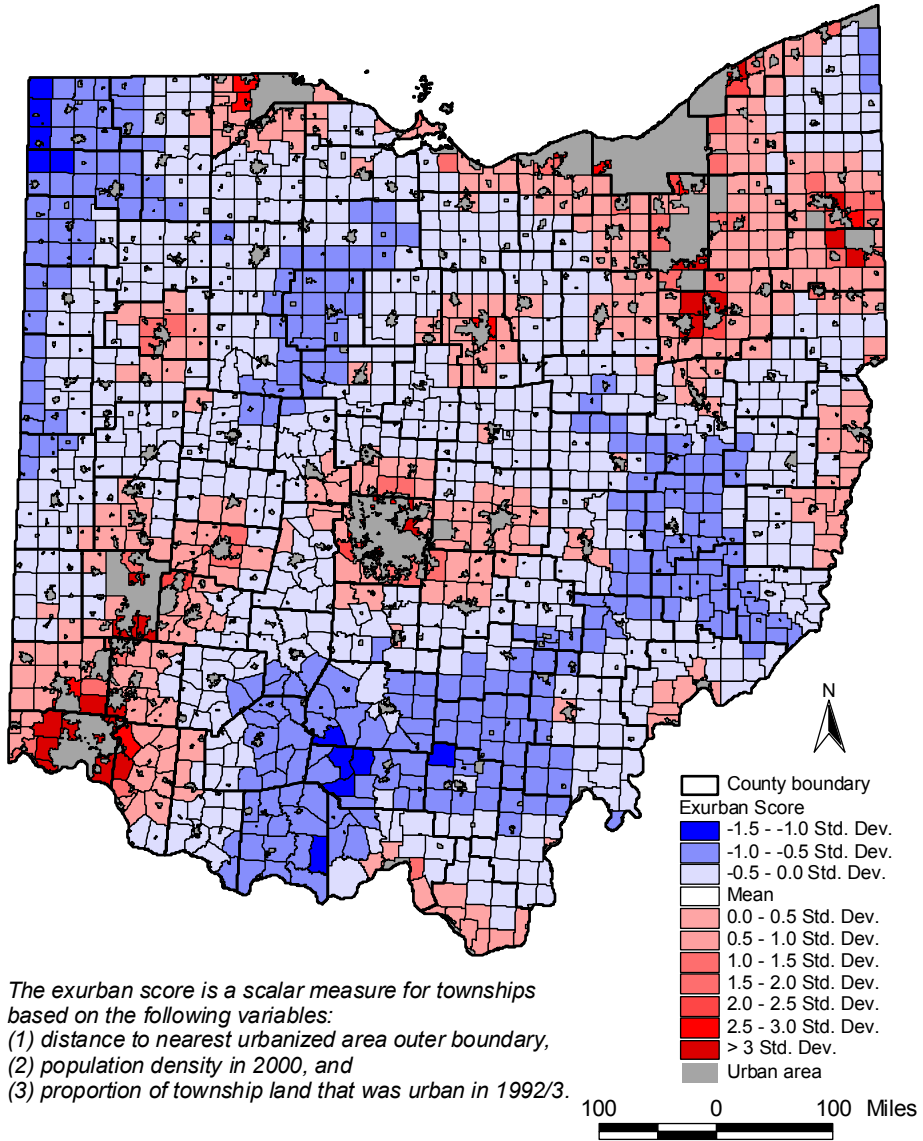 N
County boundary
Exurban Score
-1.5 - -1.0 Std. Dev.
-1.0 - -0.5 Std. Dev.
-0.5 - 0.0 Std. Dev.
Mean
0.0 - 0.5 Std. Dev.
0.5 - 1.0 Std. Dev.
1.0 - 1.5 Std. Dev.
1.5 - 2.0 Std. Dev.
2.0 - 2.5 Std. Dev.
2.5 - 3.0 Std. Dev.
> 3 Std. Dev.
Urban area
The exurban score is a scalar measure for townships
based on the following variables:
(1) distance to nearest urbanized area outer boundary,
(2) population density in 2000, and
(3) proportion of township land that was urban in 1992/3.
100 0 100 Miles